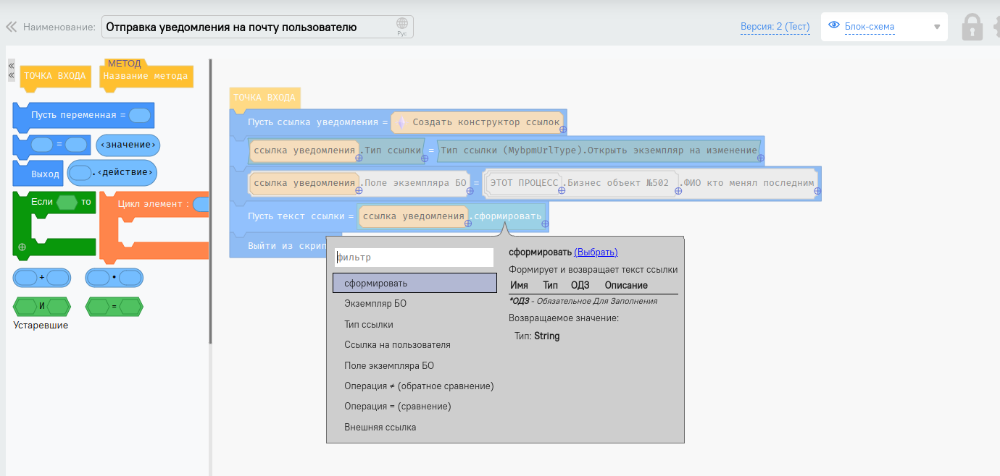 Наименование:
Отправка уведомления на почту пользователю
Рус
Версия: 2 (Тест)
Блок-схема
ТОЧКА ВХОДА
МЕТОД
Название метода
Пусть переменная =
=
‹значение›
Выход
.‹действие›
Если
то
Цикл элемент :
+
•
И
=
Устаревшие
ТОЧКА ВХОДА
Пусть ссылка уведомления = Создать конструктор ссылок
ссылка уведомления.Тип ссылки = Тип ссылки (MybpmUrlType).Открыть экземпляр на изменение
ссылка уведомления.Поле экземпляра БО = ЭТОТ ПРОЦЕСС.Бизнес объект №502 .ФИО кто менял последним
Пусть текст ссылки = ссылка уведомления.сформировать
Выйти из скрип
фильтр
сформировать
Экземпляр БО
Тип ссылки
Ссылка на пользователя
Поле экземпляра БО
Операция ≠ (обратное сравнение)
Операция = (сравнение)
Внешняя ссылка
сформировать (Выбрать)
Формирует и возвращает текст ссылки
Имя Тип ОДЗ Описание
*ОДЗ - Обязательное Для Заполнения
Возвращаемое значение:
Тип: String